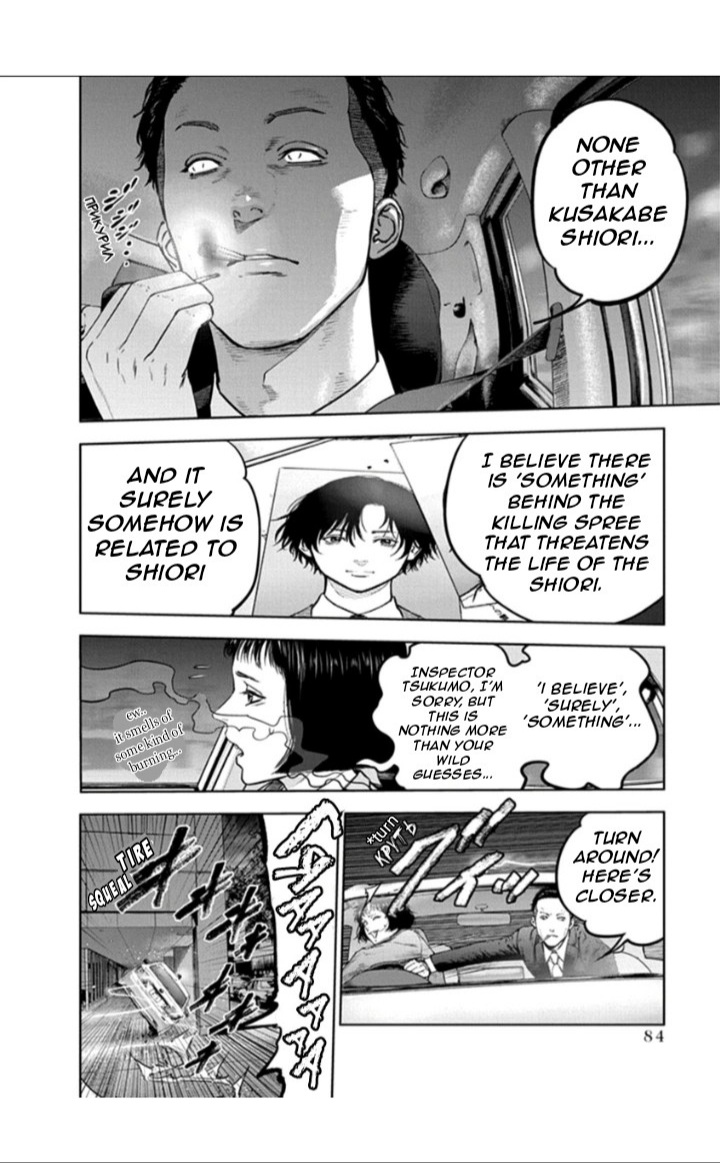 NONE
OTHER
THAN
KUSAKABE
SHIORI...
ПРИКУРИЛ
I BELIEVE THERE
IS 'SOMETHING'
BEHIND THE
KILLING SPREE
THAT THREATENS
THE LIFE OF THE
SHIORI.
AND IT
SURELY
SOMEHOW IS
RELATED TO
SHIORI
'I BELIEVE',
'SURELY',
'SOMETHING'...
INSPECTOR
TSUKUMO, I'M
SORRY, BUT
THIS IS
NOTHING MORE
THAN YOUR
WILD
GUESSES...
ew..
it smells of
some kind of
burning..
TURN
AROUND!
HERE'S
CLOSER.
*turn
КРУТЬ
TIRE
SQUEAL
84